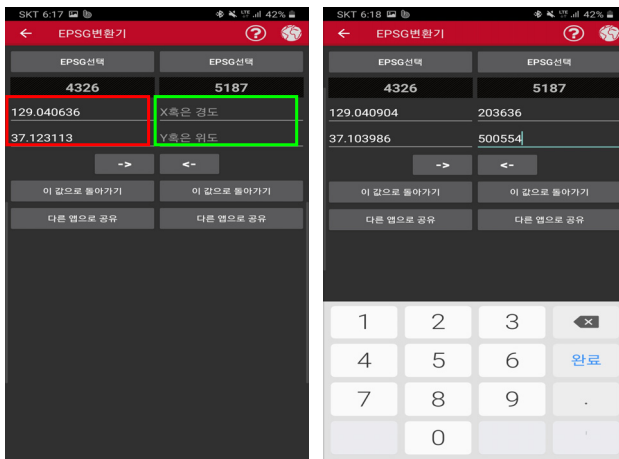 SKT 6:17 42%
EPSG변환기 ?
EPSG선택 EPSG선택
4326 5187
129.040636 X혹은 경도
37.123113 Y혹은 위도
-> <-
이 값으로 돌아가기 이 값으로 돌아가기
다른 앱으로 공유 다른 앱으로 공유
SKT 6:18 42%
EPSG변환기 ?
EPSG선택 EPSG선택
4326 5187
129.040904 203636
37.103986 500554
-> <-
이 값으로 돌아가기 이 값으로 돌아가기
다른 앱으로 공유 다른 앱으로 공유
1 2 3
4 5 6 완료
7 8 9 .
0